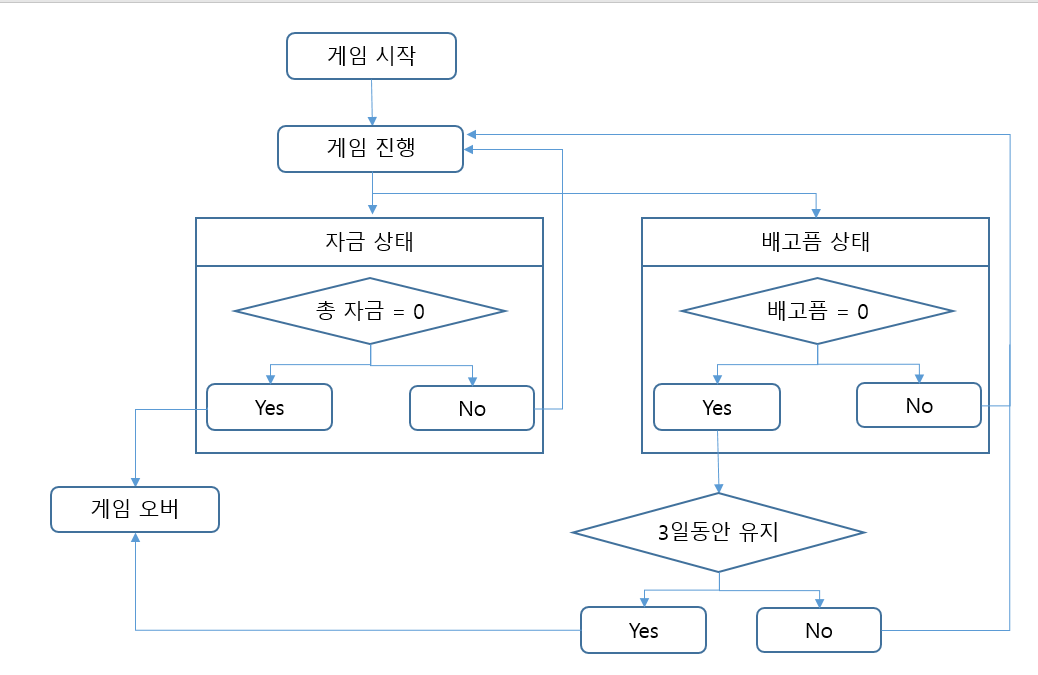 게임 시작
게임 진행
자금 상태
총 자금 = 0
Yes
No
배고픔 상태
배고픔 = 0
Yes
No
게임 오버
3일동안 유지
Yes
No